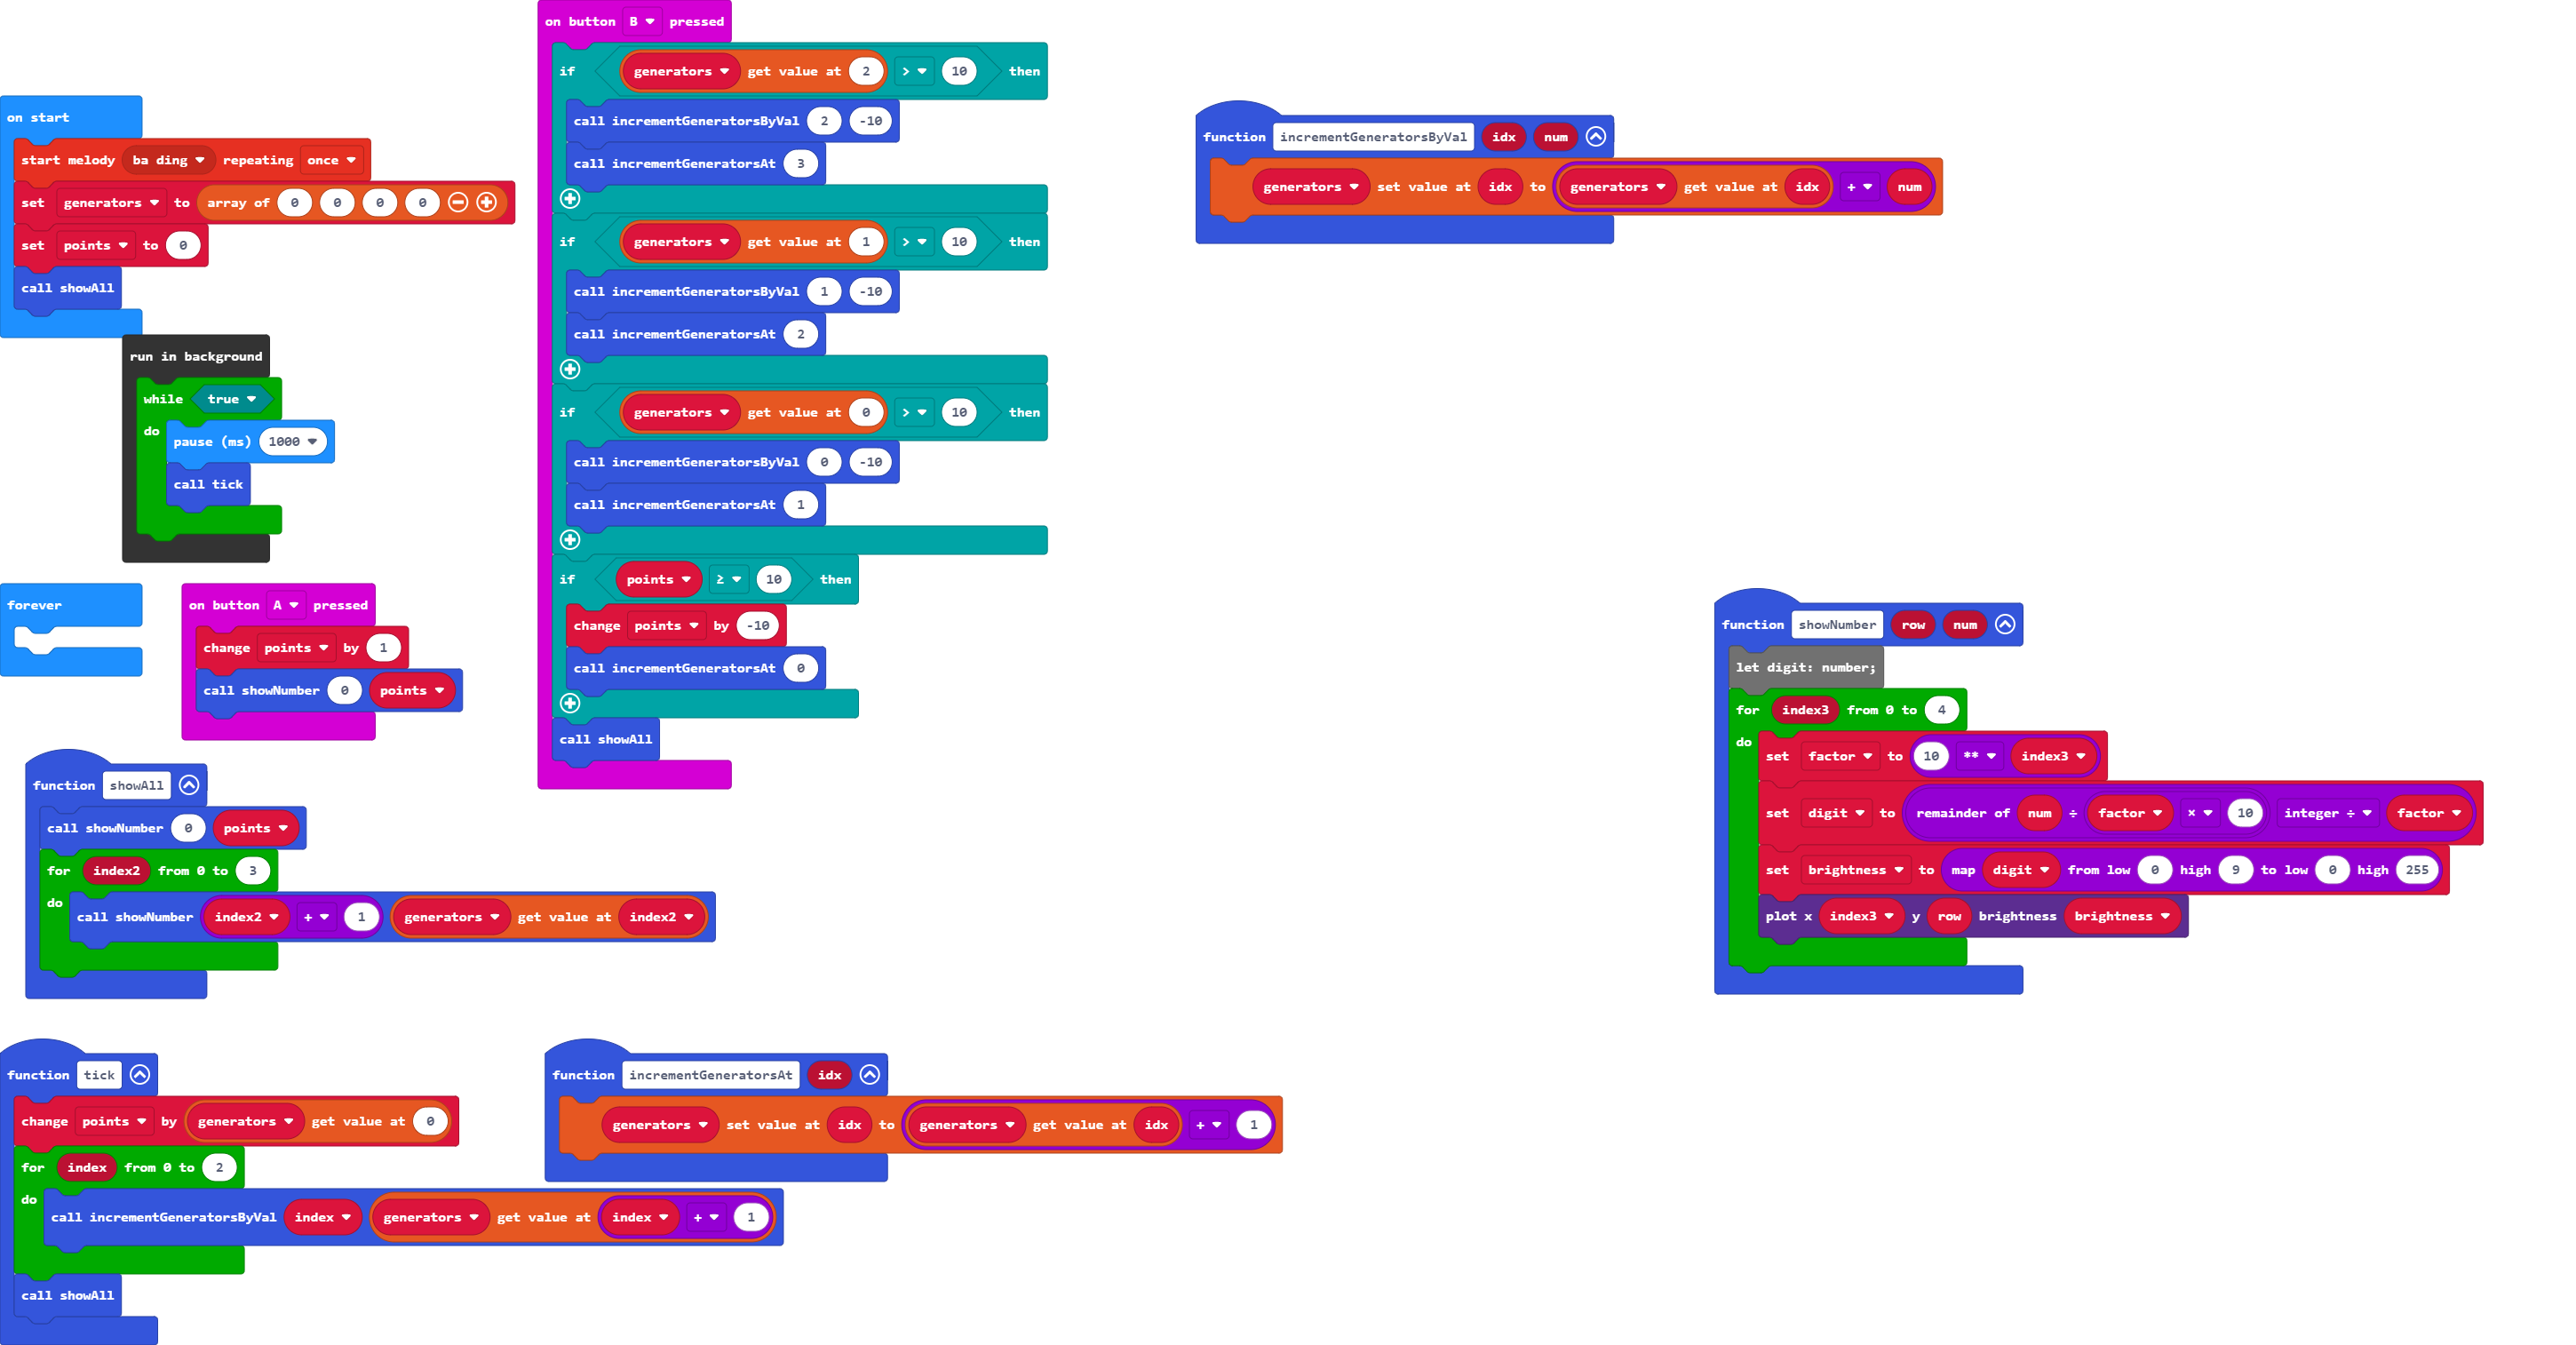 on start
start melody ba ding repeating once
set generators to array of 0 0 0 0
set points to 0
call showAll
run in background
while true
do
pause (ms) 1000
call tick
forever
on button A pressed
change points by 1
call showNumber 0 points
on button B pressed
if generators get value at 2 > 10 then
call incrementGeneratorsByVal 2 -10
call incrementGeneratorsAt 3
if generators get value at 1 > 10 then
call incrementGeneratorsByVal 1 -10
call incrementGeneratorsAt 2
if generators get value at 0 > 10 then
call incrementGeneratorsByVal 0 -10
call incrementGeneratorsAt 1
if points ≥ 10 then
change points by -10
call incrementGeneratorsAt 0
call showAll
function incrementGeneratorsByVal idx num
generators set value at idx to generators get value at idx + num
function showNumber row num
let digit: number;
for index3 from 0 to 4
do
set factor to 10 ** index3
set digit to remainder of num ÷ factor × 10 integer ÷ factor
set brightness to map digit from low 0 high 9 to low 0 high 255
plot x index3 y row brightness brightness
function showAll
call showNumber 0 points
for index2 from 0 to 3
do
call showNumber index2 + 1 generators get value at index2
function tick
change points by generators get value at 0
for index from 0 to 2
do
call incrementGeneratorsByVal index generators get value at index + 1
call showAll
function incrementGeneratorsAt idx
generators set value at idx to generators get value at idx + 1